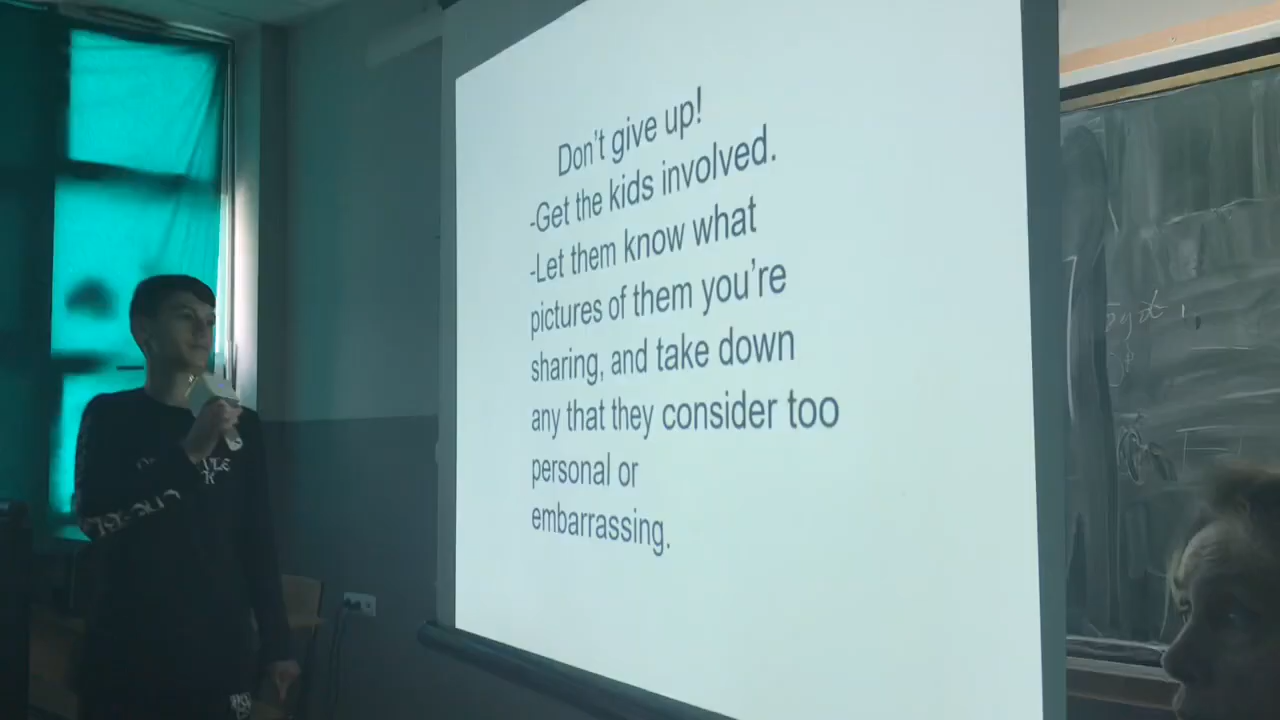 Don't give up!
-Get the kids involved.
-Let them know what
pictures of them you're
sharing, and take down
any that they consider too
personal or
embarrassing.